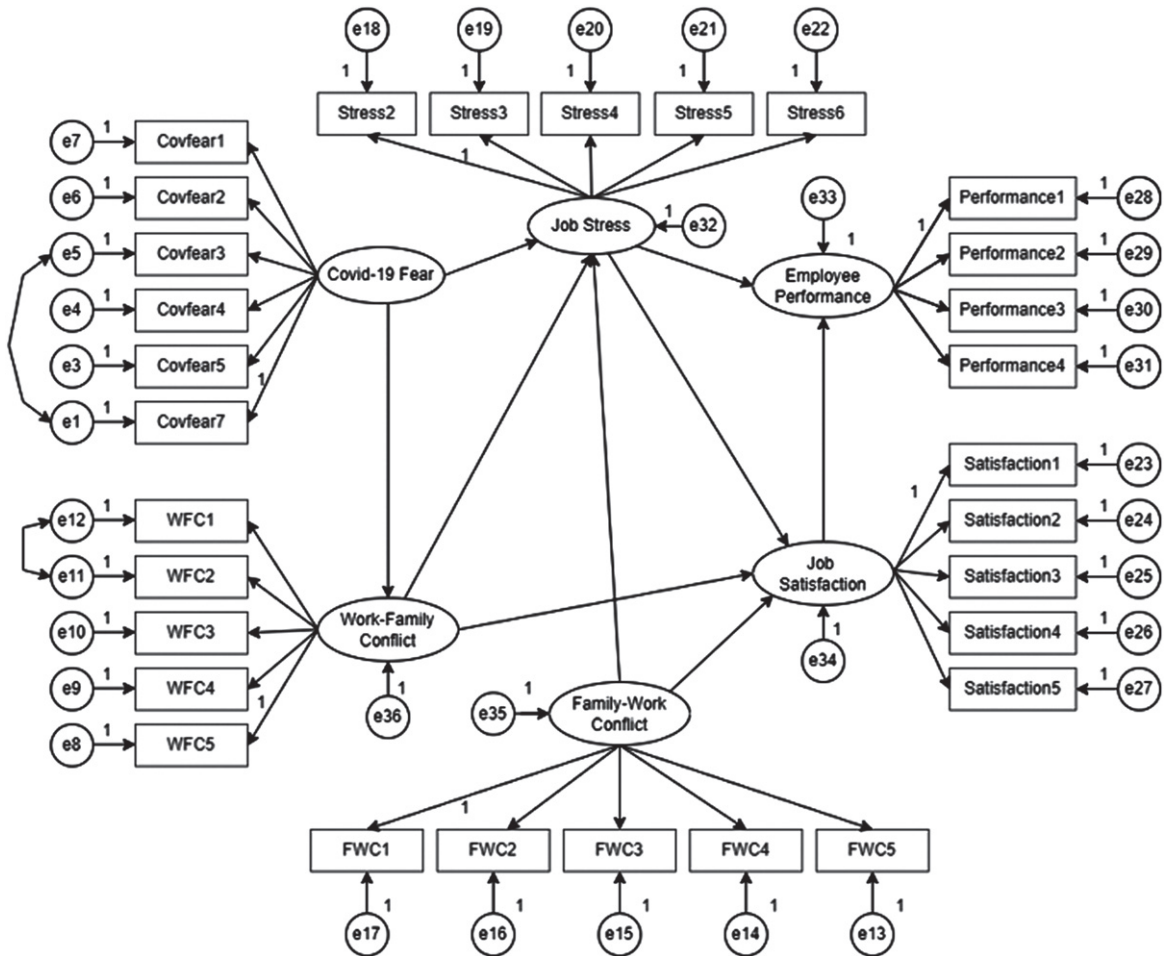 e18
e19
e20
e21
e22
1
1
1
1
1
Stress2
Stress3
Stress4
Stress5
Stress6
1
e7
1
Covfear1
e6
1
Covfear2
e5
1
Covfear3
e4
1
Covfear4
e3
1
Covfear5
1
e1
1
Covfear7
Covid-19 Fear
Job Stress
1
e32
e33
1
Employee
Performance
1
Performance1
1
e28
Performance2
1
e29
Performance3
1
e30
Performance4
1
e31
e12
1
WFC1
e11
1
WFC2
e10
1
WFC3
e9
1
WFC4
1
e8
1
WFC5
Work-Family
Conflict
1
e36
Job
Satisfaction
1
e34
1
Satisfaction1
1
e23
Satisfaction2
1
e24
Satisfaction3
1
e25
Satisfaction4
1
e26
Satisfaction5
1
e27
e35
1
Family-Work
Conflict
1
FWC1
FWC2
FWC3
FWC4
FWC5
1
1
1
1
1
e17
e16
e15
e14
e13